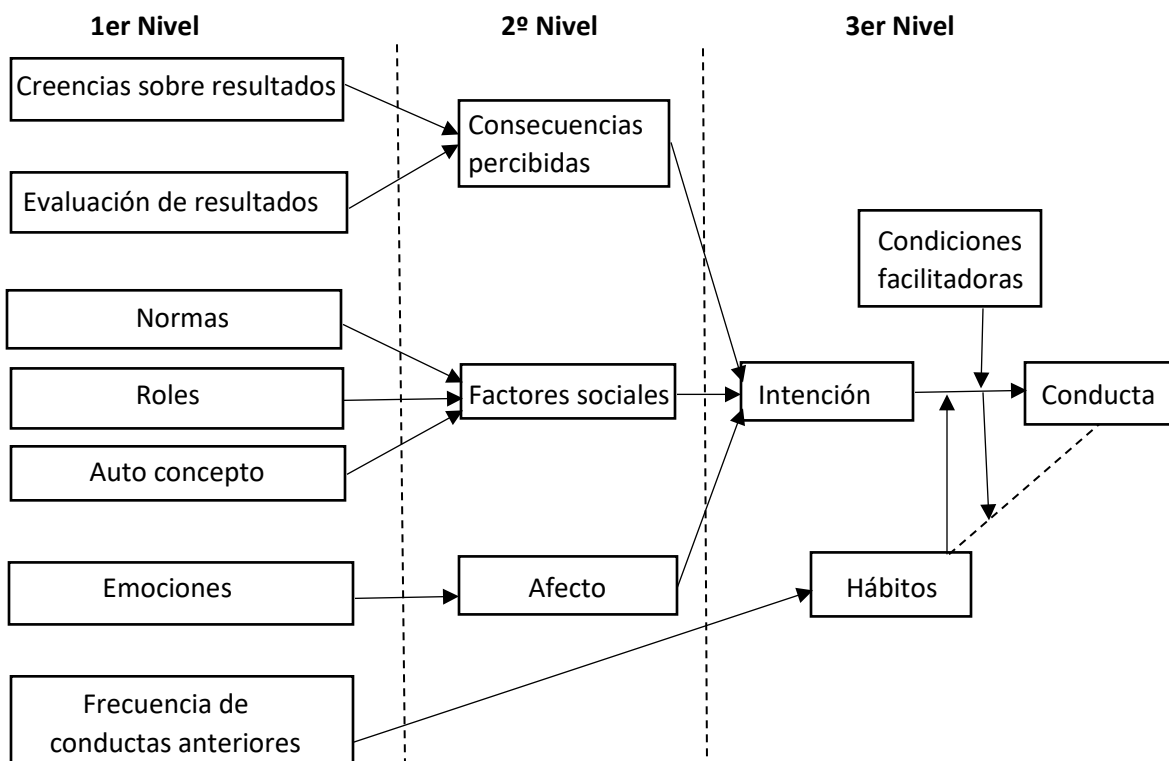 1er Nivel
2º Nivel
3er Nivel
Creencias sobre resultados
Consecuencias
percibidas
Evaluación de resultados
Condiciones
facilitadoras
Normas
Roles
Factores sociales
Intención
Conducta
Auto concepto
Emociones
Afecto
Hábitos
Frecuencia de
conductas anteriores